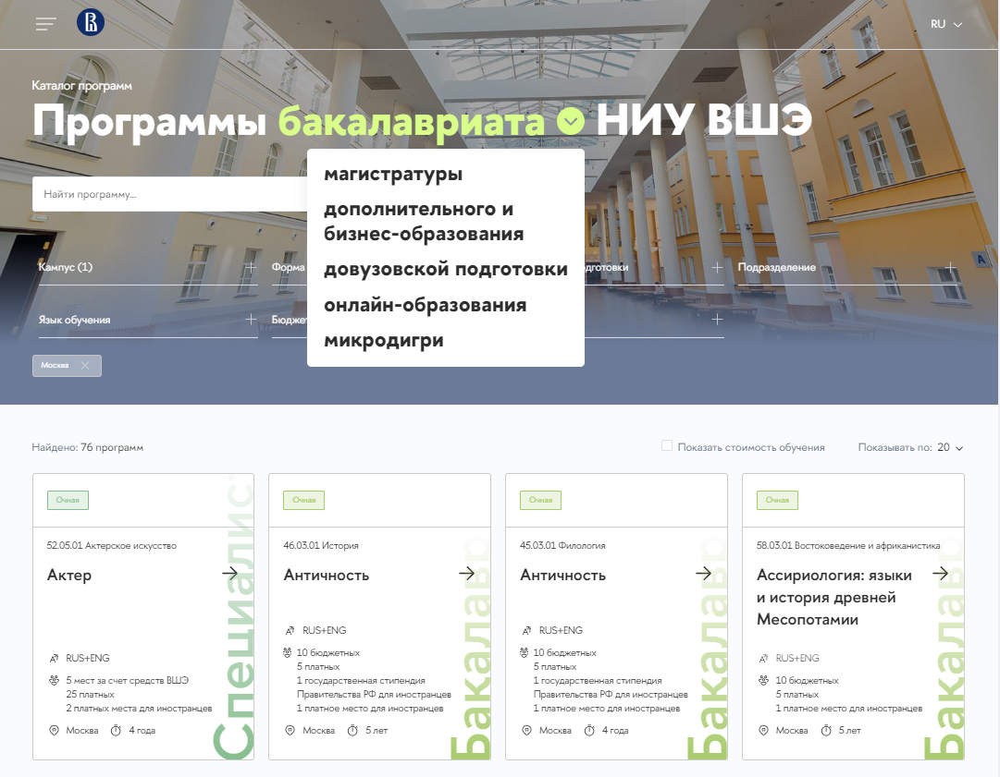 RU
Каталог программ
Программы бакалавриата НИУ ВШЭ
магистратуры
дополнительного и
бизнес-образования
довузовской подготовки
онлайн-образования
микродигри
Найти программу...
Кампус (1)
Форма
Подразделение
Язык обучения
Москва
Найдено: 76 программ
Показать стоимость обучения
Показывать по: 20
Очная
52.05.01 Актерское искусство
Актер
RUS+ENG
5 мест за счет средств ВШЭ
25 платных
2 платных места для иностранцев
Москва 4 года
Специалист
Очная
46.03.01 История
Античность
RUS+ENG
10 бюджетных
5 платных
1 государственная стипендия
Правительства РФ для иностранцев
1 платное место для иностранцев
Москва 5 лет
Бакалавр
Очная
45.03.01 Филология
Античность
RUS+ENG
10 бюджетных
5 платных
1 государственная стипендия
Правительства РФ для иностранцев
1 платное место для иностранцев
Москва 4 года
Бакалавр
Очная
58.03.01 Востоковедение и африканистика
Ассириология: языки
и история древней
Месопотамии
RUS+ENG
10 бюджетных
5 платных
1 платное место для иностранцев
Москва 5 лет
Бакалавр